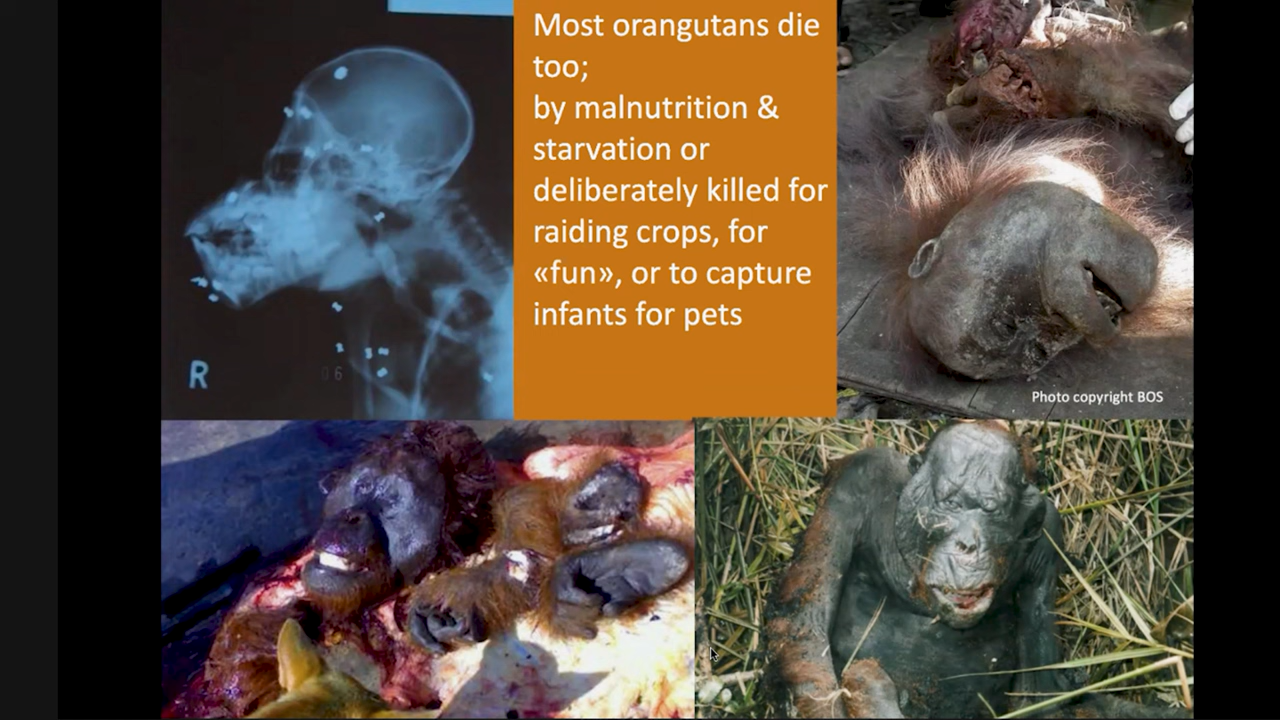 Most orangutans die
too;
by malnutrition &
starvation or
deliberately killed for
raiding crops, for
«fun», or to capture
infants for pets
R
06
Photo copyright BOS